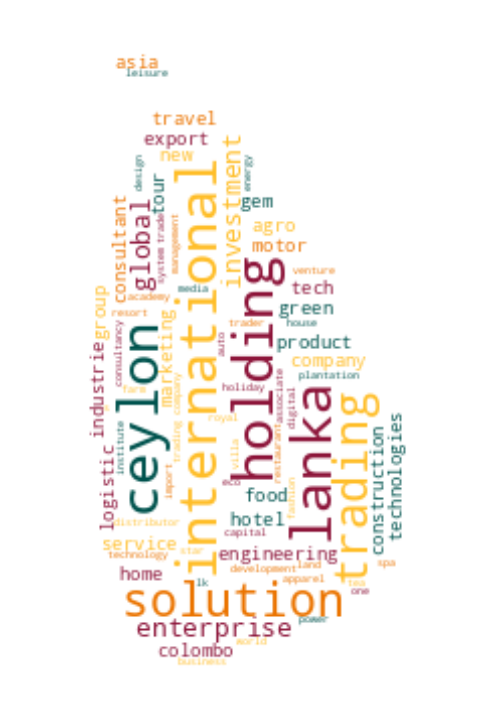 asia
leisure
travel
export
new
investment
energy
design
tour
gem
consultant
global
system
trade
management
international
agro
motor
holding
venture
tech
media
academy
green
group
resort
trader
house
ceylon
consultancy
marketing
auto
product
company
industrie
plantation
farm
holiday
associate
lanka
digital
trading
company
trading
royal
institute
construction
technologies
restaurant
villa
logistic
import
eco
food
fashion
hotel
distributor
capital
service
star
technology
engineering
land
spa
home
development
apparel
tea
lk
one
solution
power
enterprise
world
colombo
business